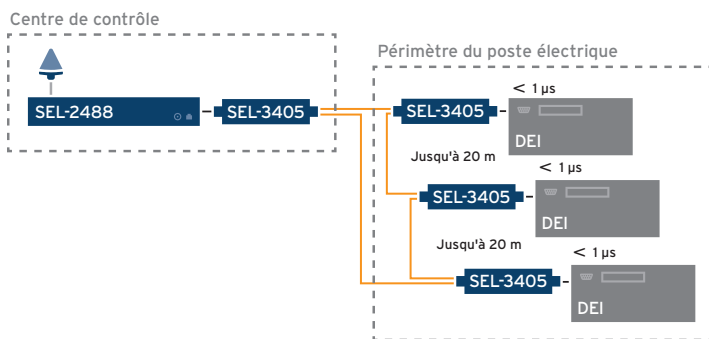 Centre de contrôle
Périmètre du poste électrique
SEL-2488
SEL-3405
SEL-3405
< 1 µs
DEI
Jusqu'à 20 m
SEL-3405
< 1 µs
DEI
Jusqu'à 20 m
SEL-3405
< 1 µs
DEI